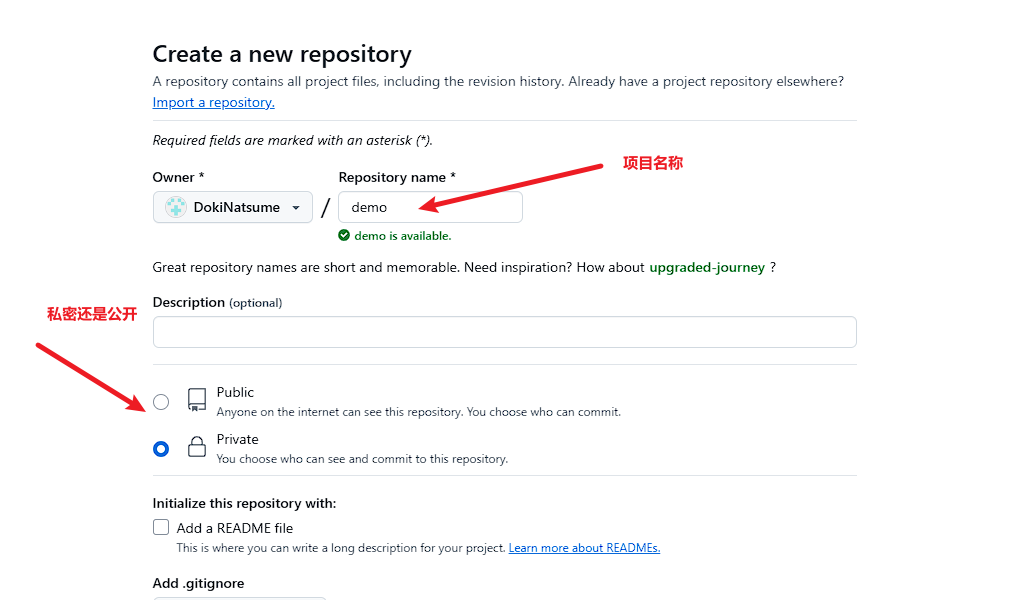 Create a new repository
A repository contains all project files, including the revision history. Already have a project repository elsewhere?
Import a repository.
Required fields are marked with an asterisk (*).
项目名称
Owner *
Repository name *
DokiNatsume
/
demo
demo is available.
Great repository names are short and memorable. Need inspiration? How about upgraded-journey ?
Description (optional)
私密还是公开
Public
Anyone on the internet can see this repository. You choose who can commit.
Private
You choose who can see and commit to this repository.
Initialize this repository with:
Add a README file
This is where you can write a long description for your project. Learn more about READMEs.
Add .gitignore